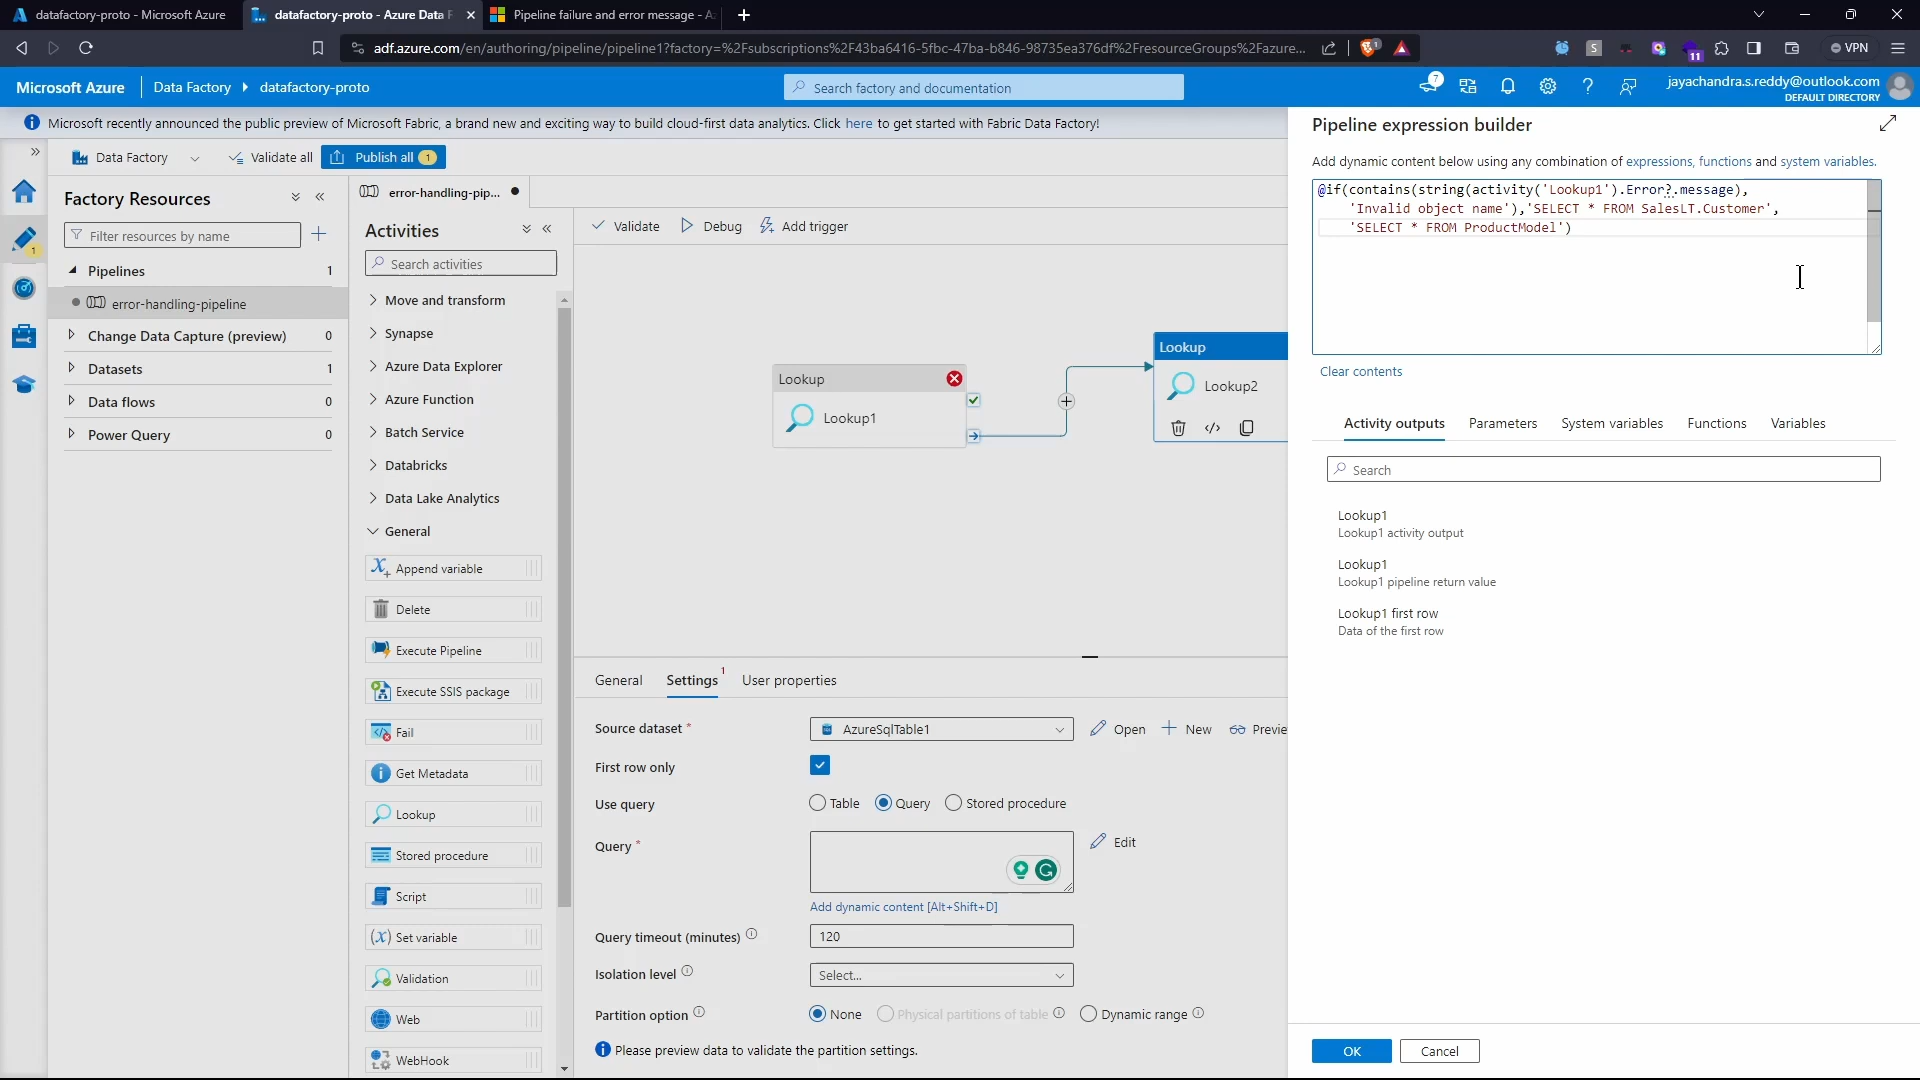 datafactory-proto - Microsoft Azure
datafactory-proto - Azure Data F
Pipeline failure and error message - A
adf.azure.com/en/authoring/pipeline/pipeline1?factory=%2Fsubscriptions%2F43ba6416-5fbc-47ba-b846-98735ea376df%2FresourceGroups%2Fazure...
1
S
11
VPN
Microsoft Azure
Data Factory
datafactory-proto
Search factory and documentation
7
jayachandra.s.reddy@outlook.com
DEFAULT DIRECTORY
Microsoft recently announced the public preview of Microsoft Fabric, a brand new and exciting way to build cloud-first data analytics. Click here to get started with Fabric Data Factory!
Data Factory
Validate all
Publish all 1
1
Factory Resources
Filter resources by name
Pipelines 1
error-handling-pipeline
Change Data Capture (preview) 0
Datasets 1
Data flows 0
Power Query 0
error-handling-pip...
Activities
Search activities
Move and transform
Synapse
Azure Data Explorer
Azure Function
Batch Service
Databricks
Data Lake Analytics
General
Append variable
Delete
Execute Pipeline
Execute SSIS package
Fail
Get Metadata
Lookup
Stored procedure
Script
Set variable
Validation
Web
WebHook
Validate
Debug
Add trigger
Lookup
Lookup1
Lookup
Lookup2
General
Settings 1
User properties
Source dataset *
AzureSqlTable1
Open
New
Previe
First row only
Use query
Table
Query
Stored procedure
Query *
Edit
Add dynamic content [Alt+Shift+D]
Query timeout (minutes)
120
Isolation level
Select...
Partition option
None
Physical partitions of table
Dynamic range
Please preview data to validate the partition settings.
Pipeline expression builder
Add dynamic content below using any combination of expressions, functions and system variables.
@if(contains(string(activity('Lookup1').Error?.message),
'Invalid object name'),'SELECT * FROM SalesLT.Customer',
'SELECT * FROM ProductModel')
Clear contents
Activity outputs
Parameters
System variables
Functions
Variables
Search
Lookup1
Lookup1 activity output
Lookup1
Lookup1 pipeline return value
Lookup1 first row
Data of the first row
OK
Cancel